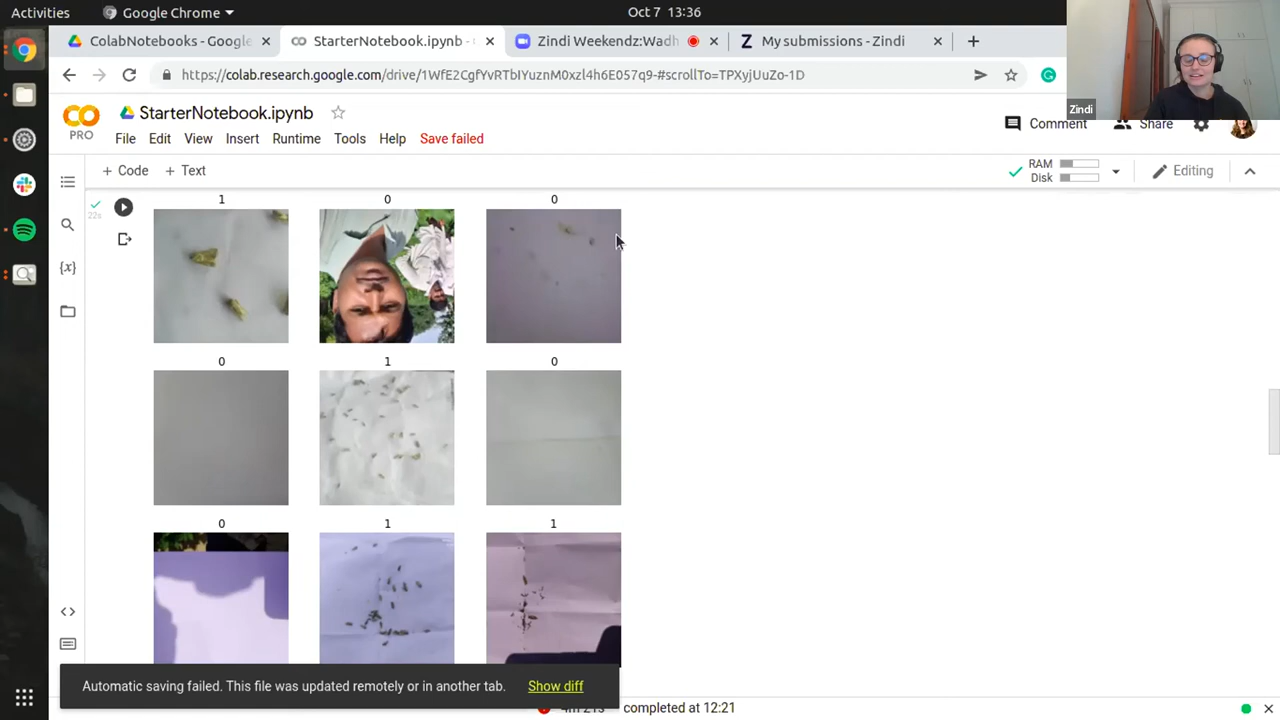 Activities Google Chrome Oct 7 13:36
ColabNotebooks - Google
StarterNotebook.ipynb -
Zindi Weekendz:Wadh
My submissions - Zindi
https://colab.research.google.com/drive/1WfE2CgfYvRTbIYuznM0xzl4h6E057q9-#scrollTo=TPXyjUuZo-1D
Zindi
StarterNotebook.ipynb
PRO
File Edit View Insert Runtime Tools Help Save failed
Comment Share
+ Code + Text
RAM
Disk
Editing
22s
1 0 0
0 1 0
0 1 1
{x}
Automatic saving failed. This file was updated remotely or in another tab. Show diff
4m 21s completed at 12:21